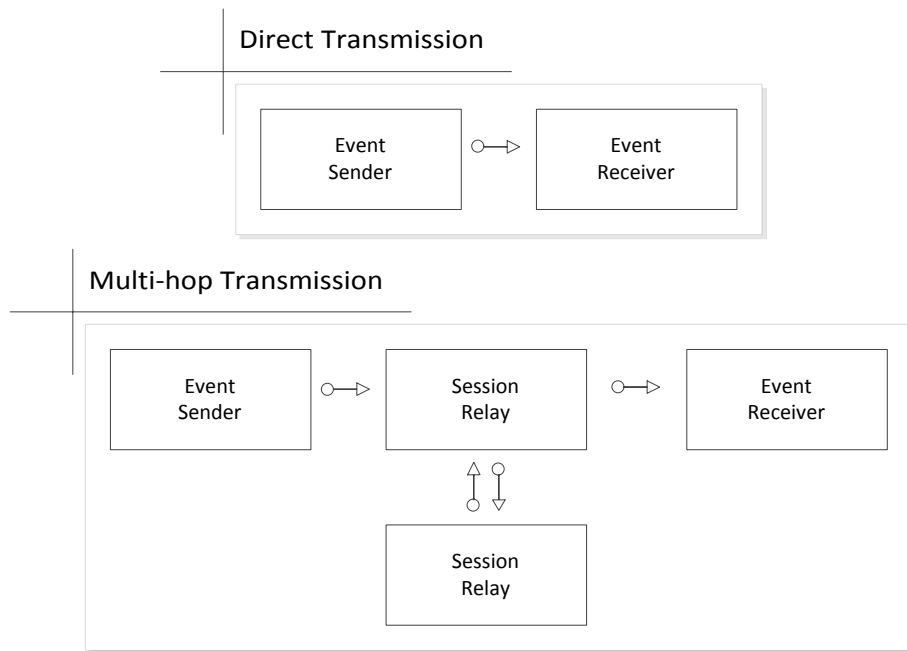 Direct Transmission
Event
Sender
Event
Receiver
Multi-hop Transmission
Event
Sender
Session
Relay
Event
Receiver
Session
Relay